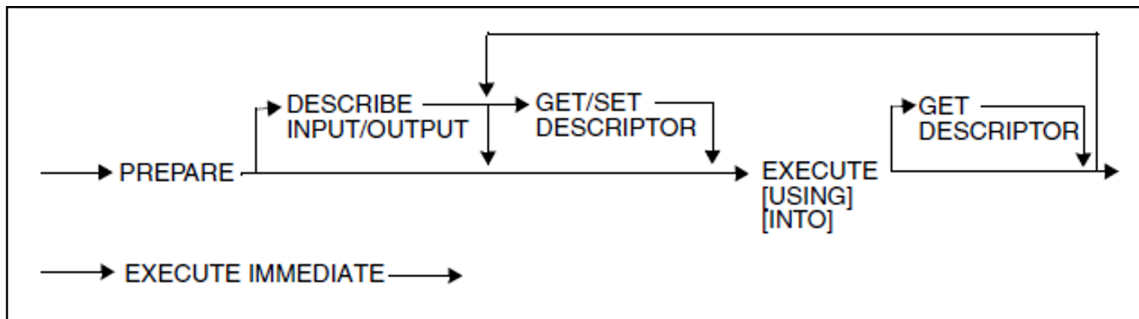 DESCRIBE
INPUT/OUTPUT
GET/SET
DESCRIPTOR
GET
DESCRIPTOR
PREPARE
EXECUTE
[USING]
[INTO]
EXECUTE IMMEDIATE